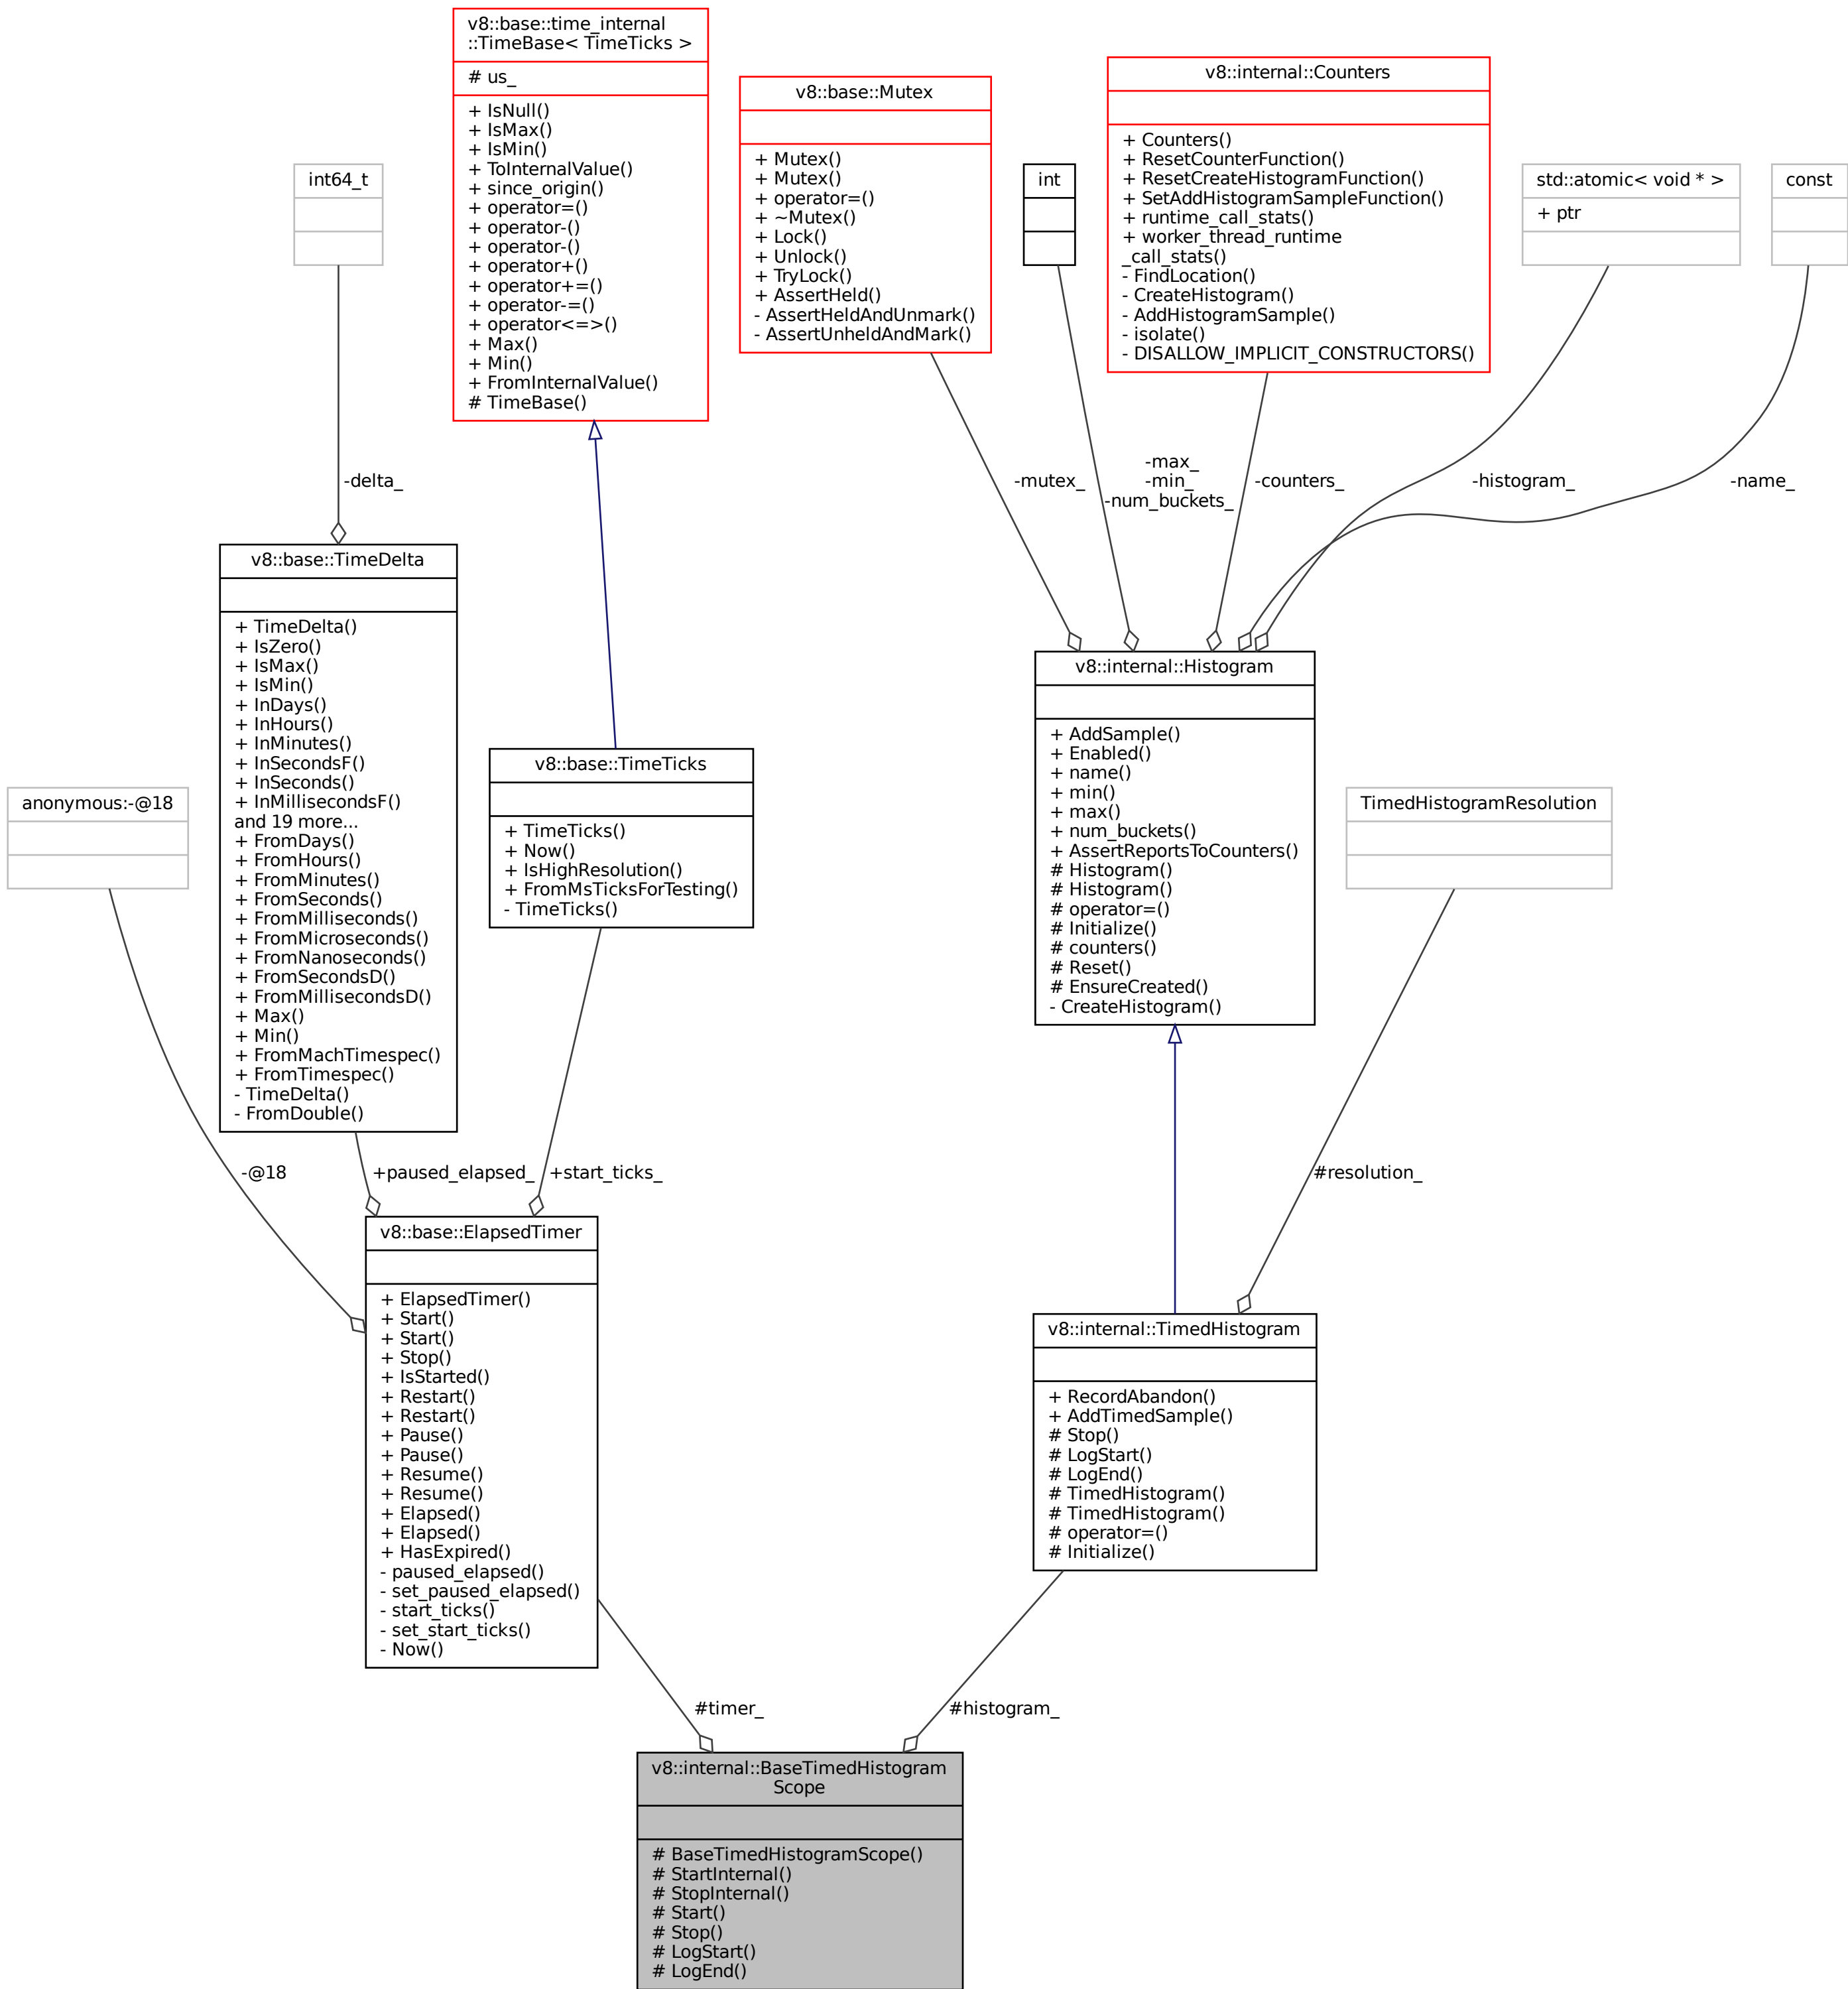 v8::base::time_internal
::TimeBase< TimeTicks >
# us_
+ IsNull()
+ IsMax()
+ IsMin()
+ ToInternalValue()
+ since_origin()
+ operator=()
+ operator-()
+ operator-()
+ operator+()
+ operator+=()
+ operator-=()
+ operator<=>()
+ Max()
+ Min()
+ FromInternalValue()
# TimeBase()
v8::base::Mutex
+ Mutex()
+ Mutex()
+ operator=()
+ ~Mutex()
+ Lock()
+ Unlock()
+ TryLock()
+ AssertHeld()
- AssertHeldAndUnmark()
- AssertUnheldAndMark()
v8::internal::Counters
+ Counters()
+ ResetCounterFunction()
+ ResetCreateHistogramFunction()
+ SetAddHistogramSampleFunction()
+ runtime_call_stats()
+ worker_thread_runtime
_call_stats()
- FindLocation()
- CreateHistogram()
- AddHistogramSample()
- isolate()
- DISALLOW_IMPLICIT_CONSTRUCTORS()
int64_t
int
std::atomic< void * >
+ ptr
const
-delta_
-mutex_
-max_
-min_
-num_buckets_
-counters_
-histogram_
-name_
v8::base::TimeDelta
+ TimeDelta()
+ IsZero()
+ IsMax()
+ IsMin()
+ InDays()
+ InHours()
+ InMinutes()
+ InSecondsF()
+ InSeconds()
+ InMillisecondsF()
and 19 more...
+ FromDays()
+ FromHours()
+ FromMinutes()
+ FromSeconds()
+ FromMilliseconds()
+ FromMicroseconds()
+ FromNanoseconds()
+ FromSecondsD()
+ FromMillisecondsD()
+ Max()
+ Min()
+ FromMachTimespec()
+ FromTimespec()
- TimeDelta()
- FromDouble()
v8::base::TimeTicks
+ TimeTicks()
+ Now()
+ IsHighResolution()
+ FromMsTicksForTesting()
- TimeTicks()
v8::internal::Histogram
+ AddSample()
+ Enabled()
+ name()
+ min()
+ max()
+ num_buckets()
+ AssertReportsToCounters()
# Histogram()
# Histogram()
# operator=()
# Initialize()
# counters()
# Reset()
# EnsureCreated()
- CreateHistogram()
anonymous:-@18
TimedHistogramResolution
-@18
+paused_elapsed_
+start_ticks_
#resolution_
v8::base::ElapsedTimer
+ ElapsedTimer()
+ Start()
+ Start()
+ Stop()
+ IsStarted()
+ Restart()
+ Restart()
+ Pause()
+ Pause()
+ Resume()
+ Resume()
+ Elapsed()
+ Elapsed()
+ HasExpired()
- paused_elapsed()
- set_paused_elapsed()
- start_ticks()
- set_start_ticks()
- Now()
v8::internal::TimedHistogram
+ RecordAbandon()
+ AddTimedSample()
# Stop()
# LogStart()
# LogEnd()
# TimedHistogram()
# TimedHistogram()
# operator=()
# Initialize()
#timer_
#histogram_
v8::internal::BaseTimedHistogram
Scope
# BaseTimedHistogramScope()
# StartInternal()
# StopInternal()
# Start()
# Stop()
# LogStart()
# LogEnd()